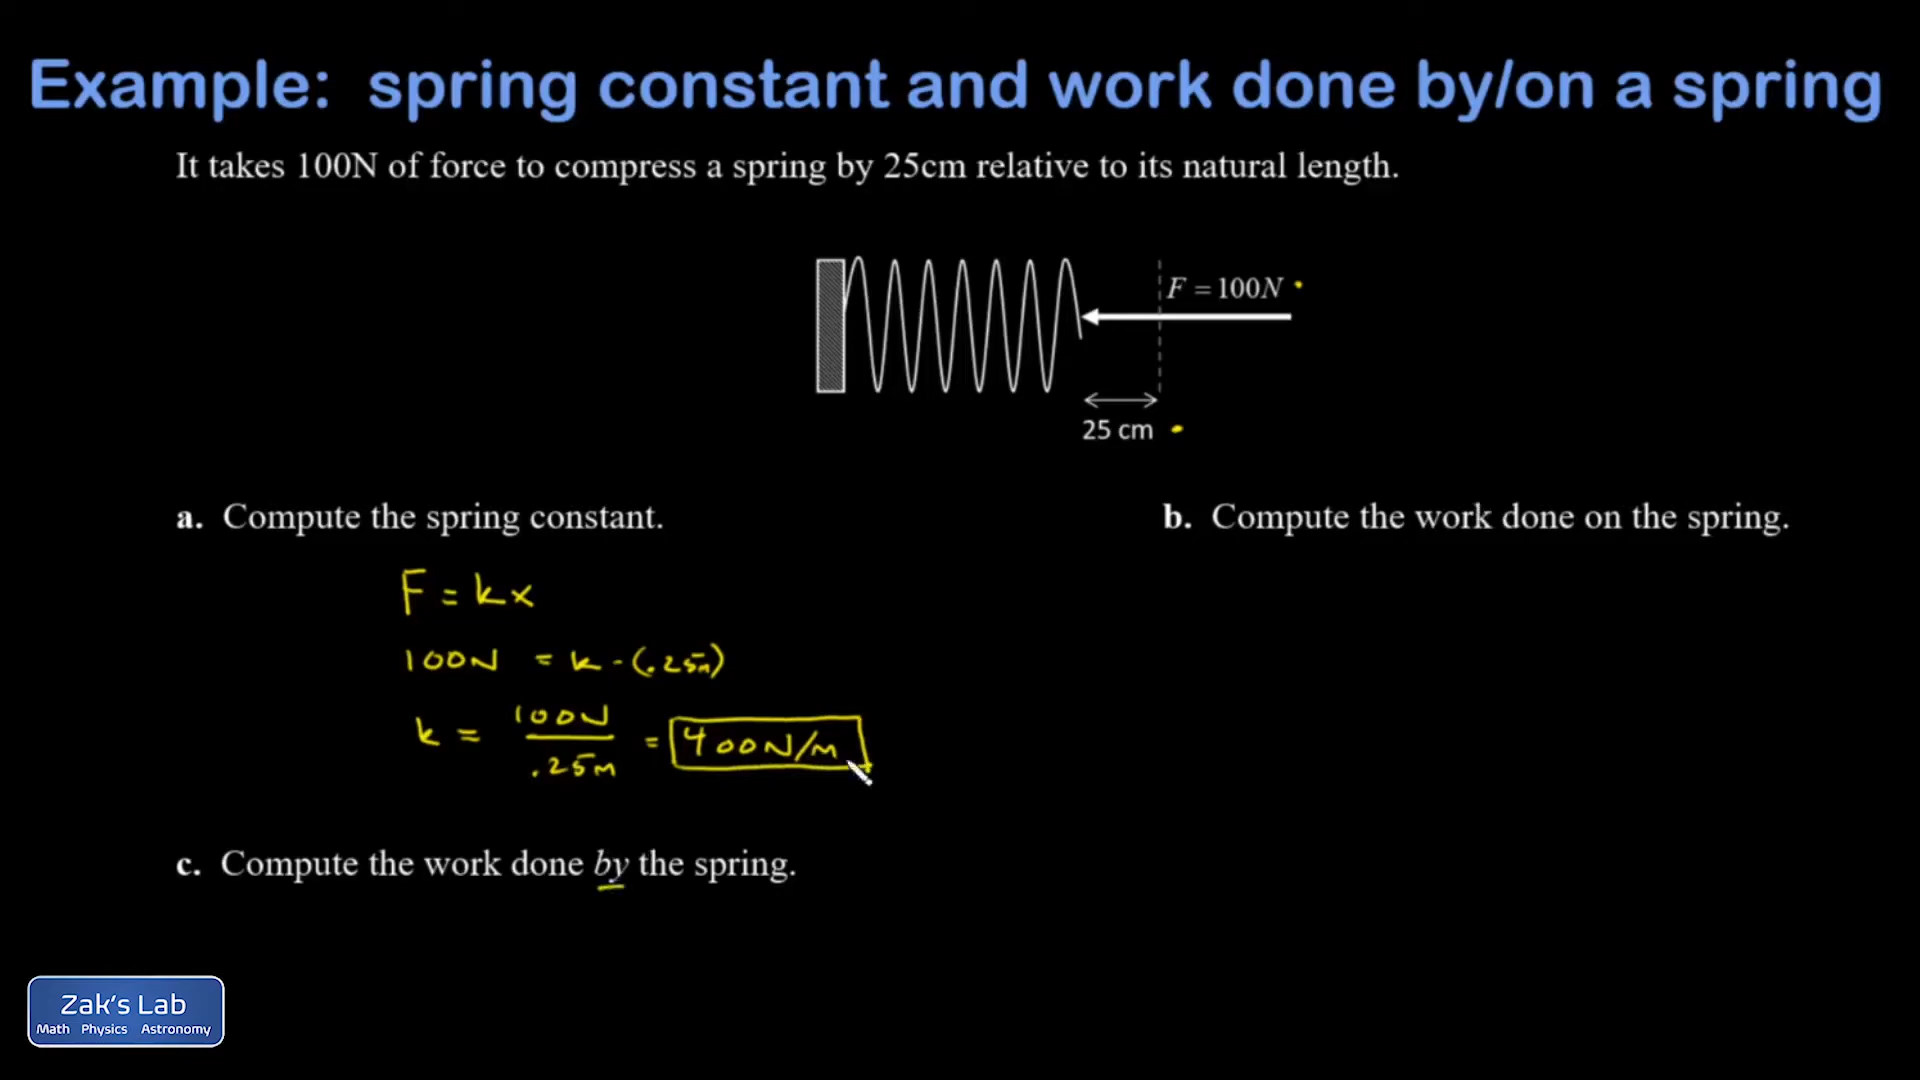 Example: spring constant and work done by/on a spring
It takes 100N of force to compress a spring by 25cm relative to its natural length.
F = 100N
25 cm
a. Compute the spring constant.
F = kx
100N = k · (.25m)
k = 100N / .25m = 400N/m
b. Compute the work done on the spring.
c. Compute the work done by the spring.
Zak's Lab
Math Physics Astronomy